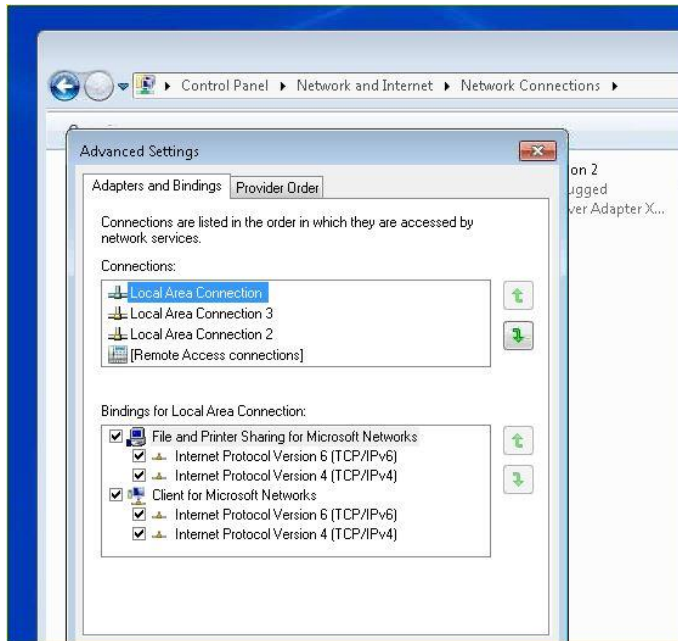 Control Panel ▸ Network and Internet ▸ Network Connections ▸
Advanced Settings
on 2
Adapters and Bindings
Provider Order
ugged
ver Adapter X...
Connections are listed in the order in which they are accessed by
network services.
Connections:
Local Area Connection
Local Area Connection 3
Local Area Connection 2
[Remote Access connections]
Bindings for Local Area Connection:
File and Printer Sharing for Microsoft Networks
Internet Protocol Version 6 (TCP/IPv6)
Internet Protocol Version 4 (TCP/IPv4)
Client for Microsoft Networks
Internet Protocol Version 6 (TCP/IPv6)
Internet Protocol Version 4 (TCP/IPv4)